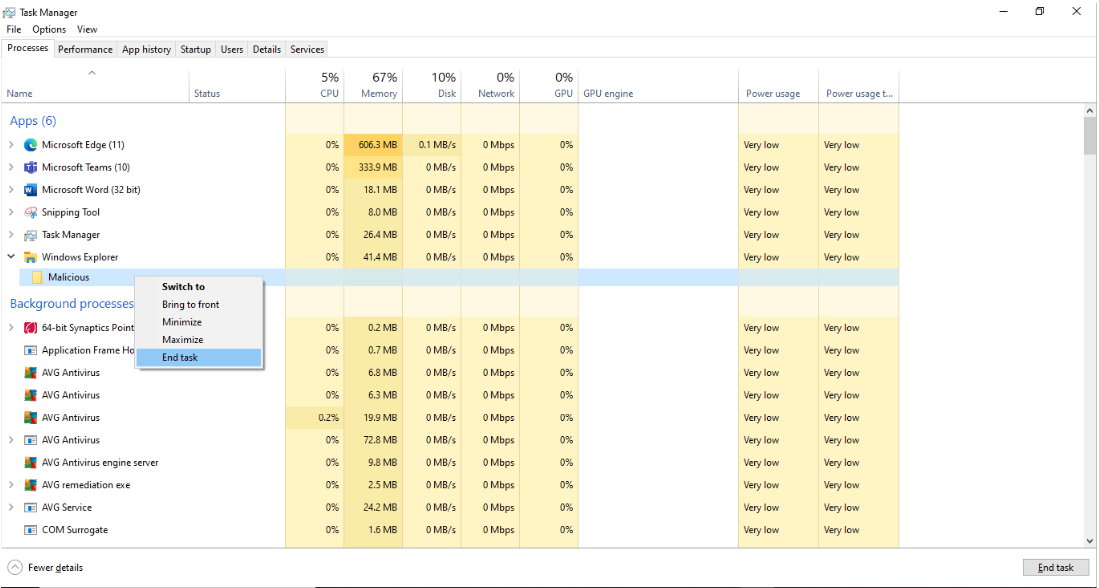 Task Manager
File Options View
Processes Performance App history Startup Users Details Services
5% 67% 10% 0% 0%
Name Status CPU Memory Disk Network GPU GPU engine Power usage Power usage t...
Apps (6)
Microsoft Edge (11) 0% 606.3 MB 0.1 MB/s 0 Mbps 0% Very low Very low
Microsoft Teams (10) 0% 333.9 MB 0 MB/s 0 Mbps 0% Very low Very low
Microsoft Word (32 bit) 0% 18.1 MB 0 MB/s 0 Mbps 0% Very low Very low
Snipping Tool 0% 8.0 MB 0 MB/s 0 Mbps 0% Very low Very low
Task Manager 0% 26.4 MB 0 MB/s 0 Mbps 0% Very low Very low
Windows Explorer 0% 41.4 MB 0 MB/s 0 Mbps 0% Very low Very low
Malicious
Switch to
Bring to front
Minimize
Maximize
End task
Background processes
64-bit Synaptics Point 0% 0.2 MB 0 MB/s 0 Mbps 0% Very low Very low
Application Frame Ho 0% 0.7 MB 0 MB/s 0 Mbps 0% Very low Very low
AVG Antivirus 0% 6.8 MB 0 MB/s 0 Mbps 0% Very low Very low
AVG Antivirus 0% 6.3 MB 0 MB/s 0 Mbps 0% Very low Very low
AVG Antivirus 0.2% 19.9 MB 0 MB/s 0 Mbps 0% Very low Very low
AVG Antivirus 0% 72.8 MB 0 MB/s 0 Mbps 0% Very low Very low
AVG Antivirus engine server 0% 9.8 MB 0 MB/s 0 Mbps 0% Very low Very low
AVG remediation exe 0% 2.5 MB 0 MB/s 0 Mbps 0% Very low Very low
AVG Service 0% 24.2 MB 0 MB/s 0 Mbps 0% Very low Very low
COM Surrogate 0% 1.6 MB 0 MB/s 0 Mbps 0% Very low Very low
Fewer details End task